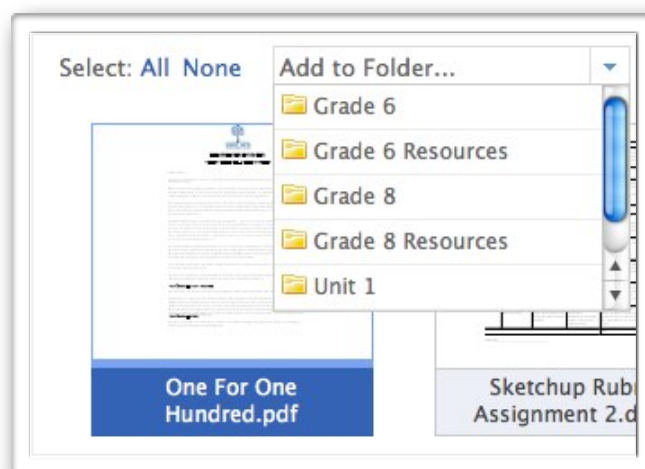 Select: All None
Add to Folder...
Grade 6
Grade 6 Resources
Grade 8
Grade 8 Resources
Unit 1
One For One
Hundred.pdf
Sketchup
Assignment 2.d